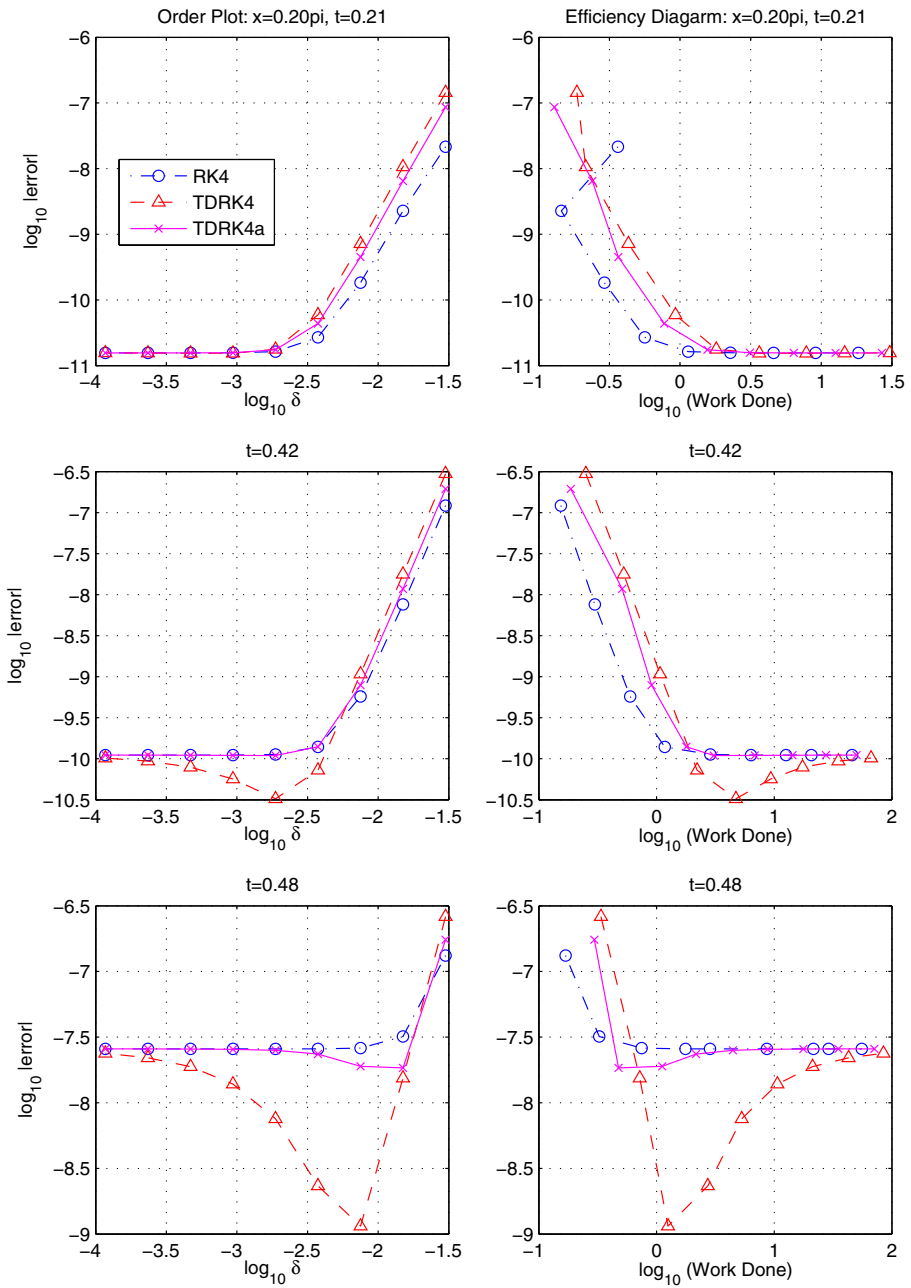 Order Plot: x=0.20pi, t=0.21
Efficiency Diagarm: x=0.20pi, t=0.21
−6
−7
−8
−9
−10
−11
log10 |error|
RK4
TDRK4
TDRK4a
−4 −3.5 −3 −2.5 −2 −1.5
log10 δ
−6
−7
−8
−9
−10
−11
−1 −0.5 0 0.5 1 1.5
log10 (Work Done)
t=0.42
−6.5
−7
−7.5
−8
−8.5
−9
−9.5
−10
−10.5
log10 |error|
−4 −3.5 −3 −2.5 −2 −1.5
log10 δ
t=0.42
−6.5
−7
−7.5
−8
−8.5
−9
−9.5
−10
−10.5
−1 0 1 2
log10 (Work Done)
t=0.48
−6.5
−7
−7.5
−8
−8.5
−9
log10 |error|
−4 −3.5 −3 −2.5 −2 −1.5
log10 δ
t=0.48
−6.5
−7
−7.5
−8
−8.5
−9
−1 0 1 2
log10 (Work Done)